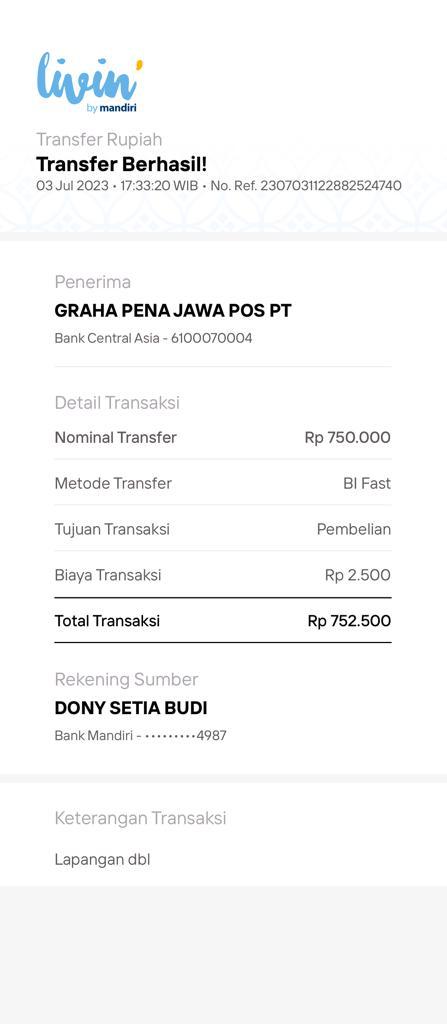 livin'
by mandiri
Transfer Rupiah
Transfer Berhasil!
03 Jul 2023 • 17:33:20 WIB • No. Ref. 2307031122882524740
Penerima
GRAHA PENA JAWA POS PT
Bank Central Asia - 6100070004
Detail Transaksi
Nominal Transfer Rp 750.000
Metode Transfer BI Fast
Tujuan Transaksi Pembelian
Biaya Transaksi Rp 2.500
Total Transaksi Rp 752.500
Rekening Sumber
DONY SETIA BUDI
Bank Mandiri - •••••••••4987
Keterangan Transaksi
Lapangan dbl